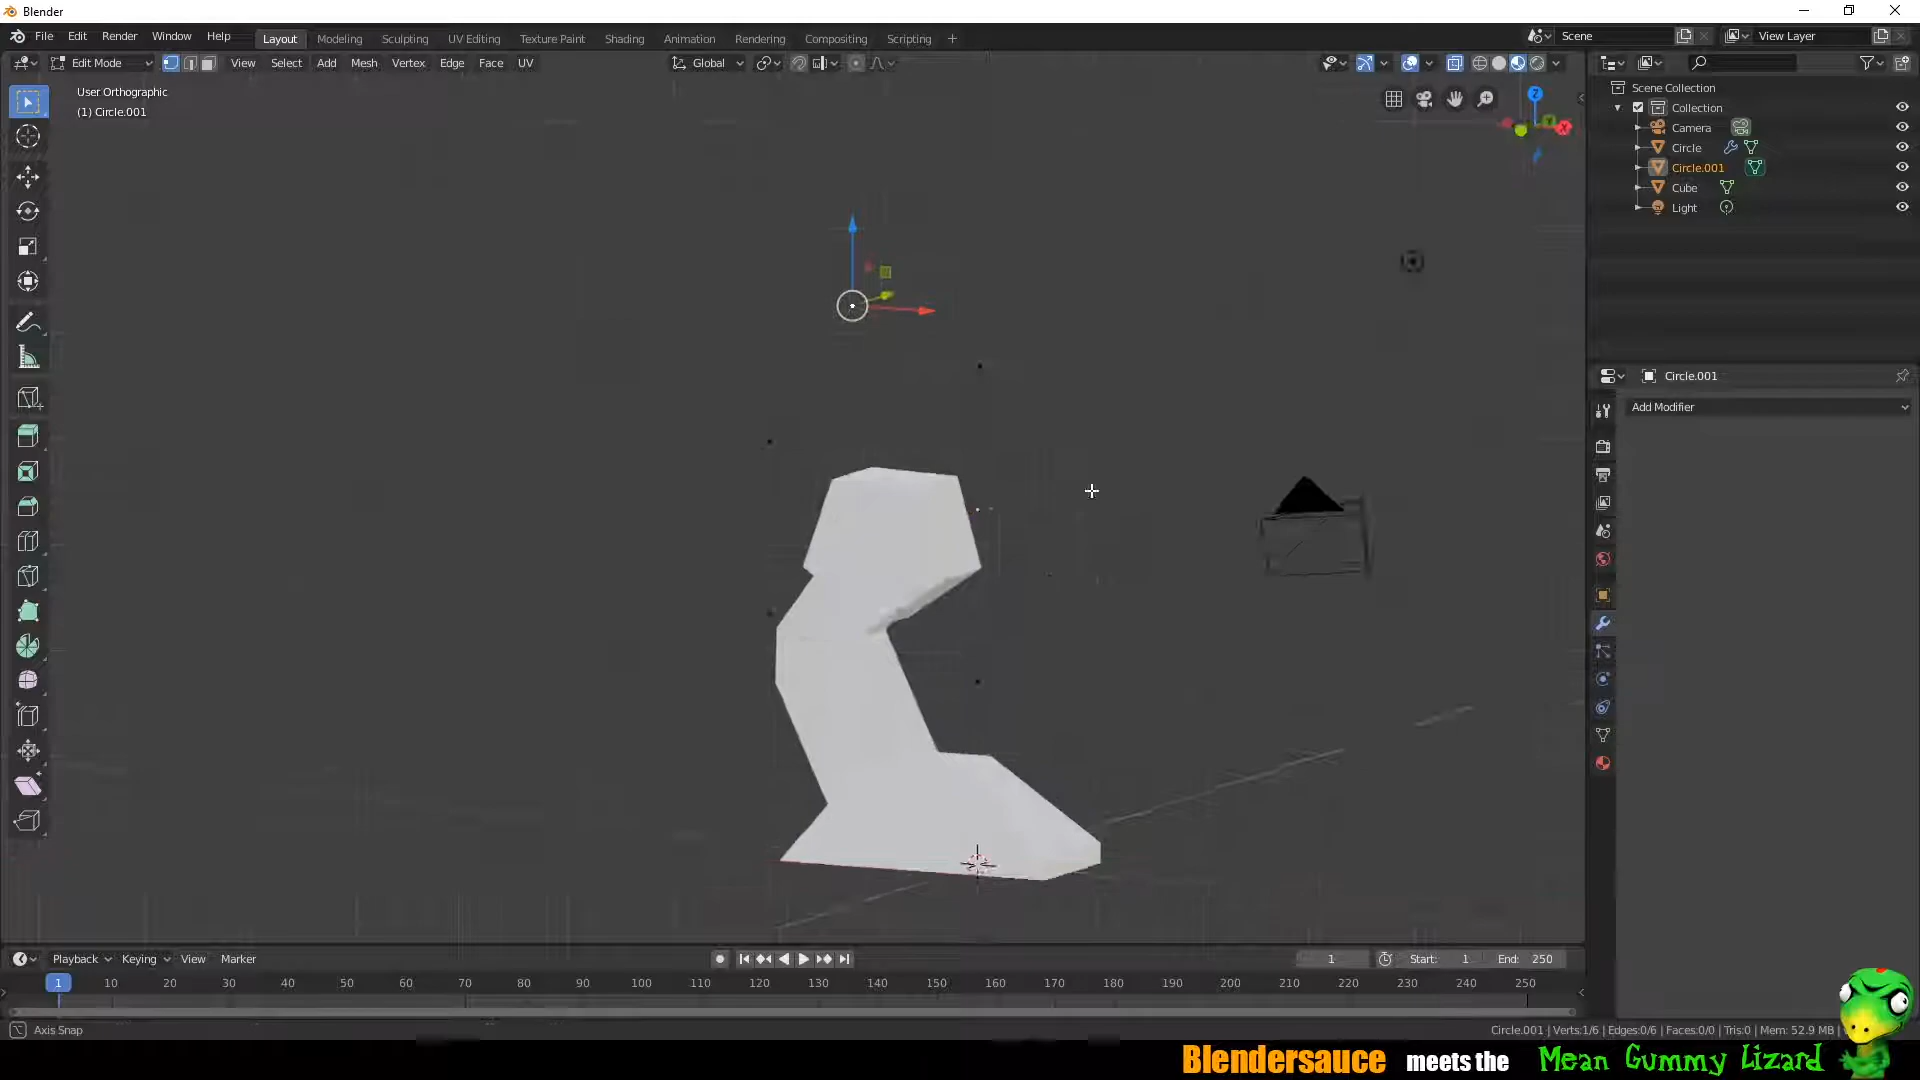 Blender
File Edit Render Window Help Layout Modeling Sculpting UV Editing Texture Paint Shading Animation Rendering Compositing Scripting + Scene View Layer
Edit Mode View Select Add Mesh Vertex Edge Face UV Global
User Orthographic
(1) Circle.001
Z
Y
X
Scene Collection
Collection
Camera
Circle
Circle.001
Cube
Light
Circle.001
Add Modifier
Playback Keying View Marker 1 Start: 1 End: 250
1 10 20 30 40 50 60 70 80 90 100 110 120 130 140 150 160 170 180 190 200 210 220 230 240 250
Axis Snap Circle.001 | Verts:1/6 | Edges:0/6 | Faces:0/0 | Tris:0 | Mem: 52.9 MB |
Blendersauce meets the Mean Gummy Lizard